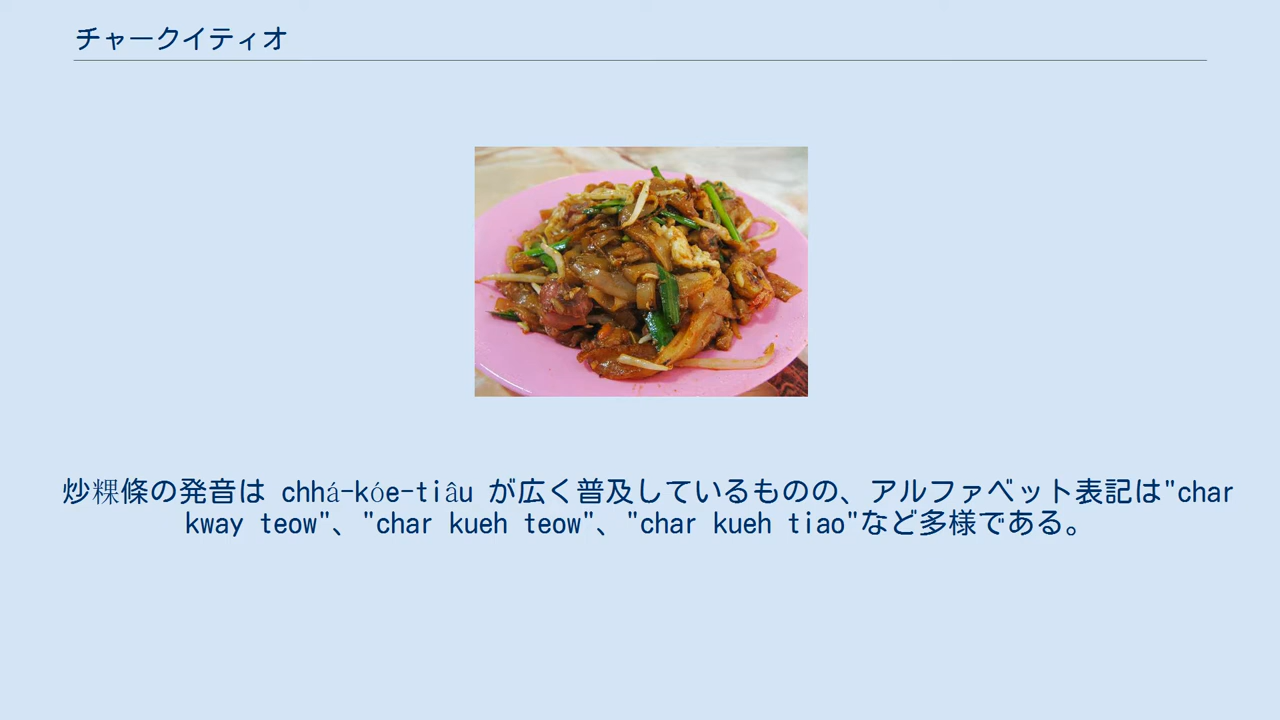 チャークイティオ
炒粿條の発音は chhá-kóe-tiâu が広く普及しているものの、アルファベット表記は"char
kway teow"、"char kueh teow"、"char kueh tiao"など多様である。